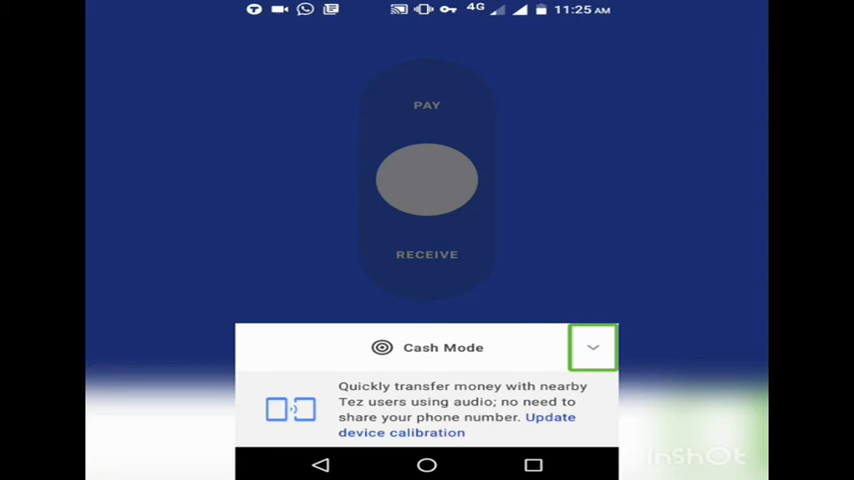 4G 11:25 AM
PAY
RECEIVE
Cash Mode
Quickly transfer money with nearby
Tez users using audio; no need to
share your phone number. Update
device calibration
InShOt